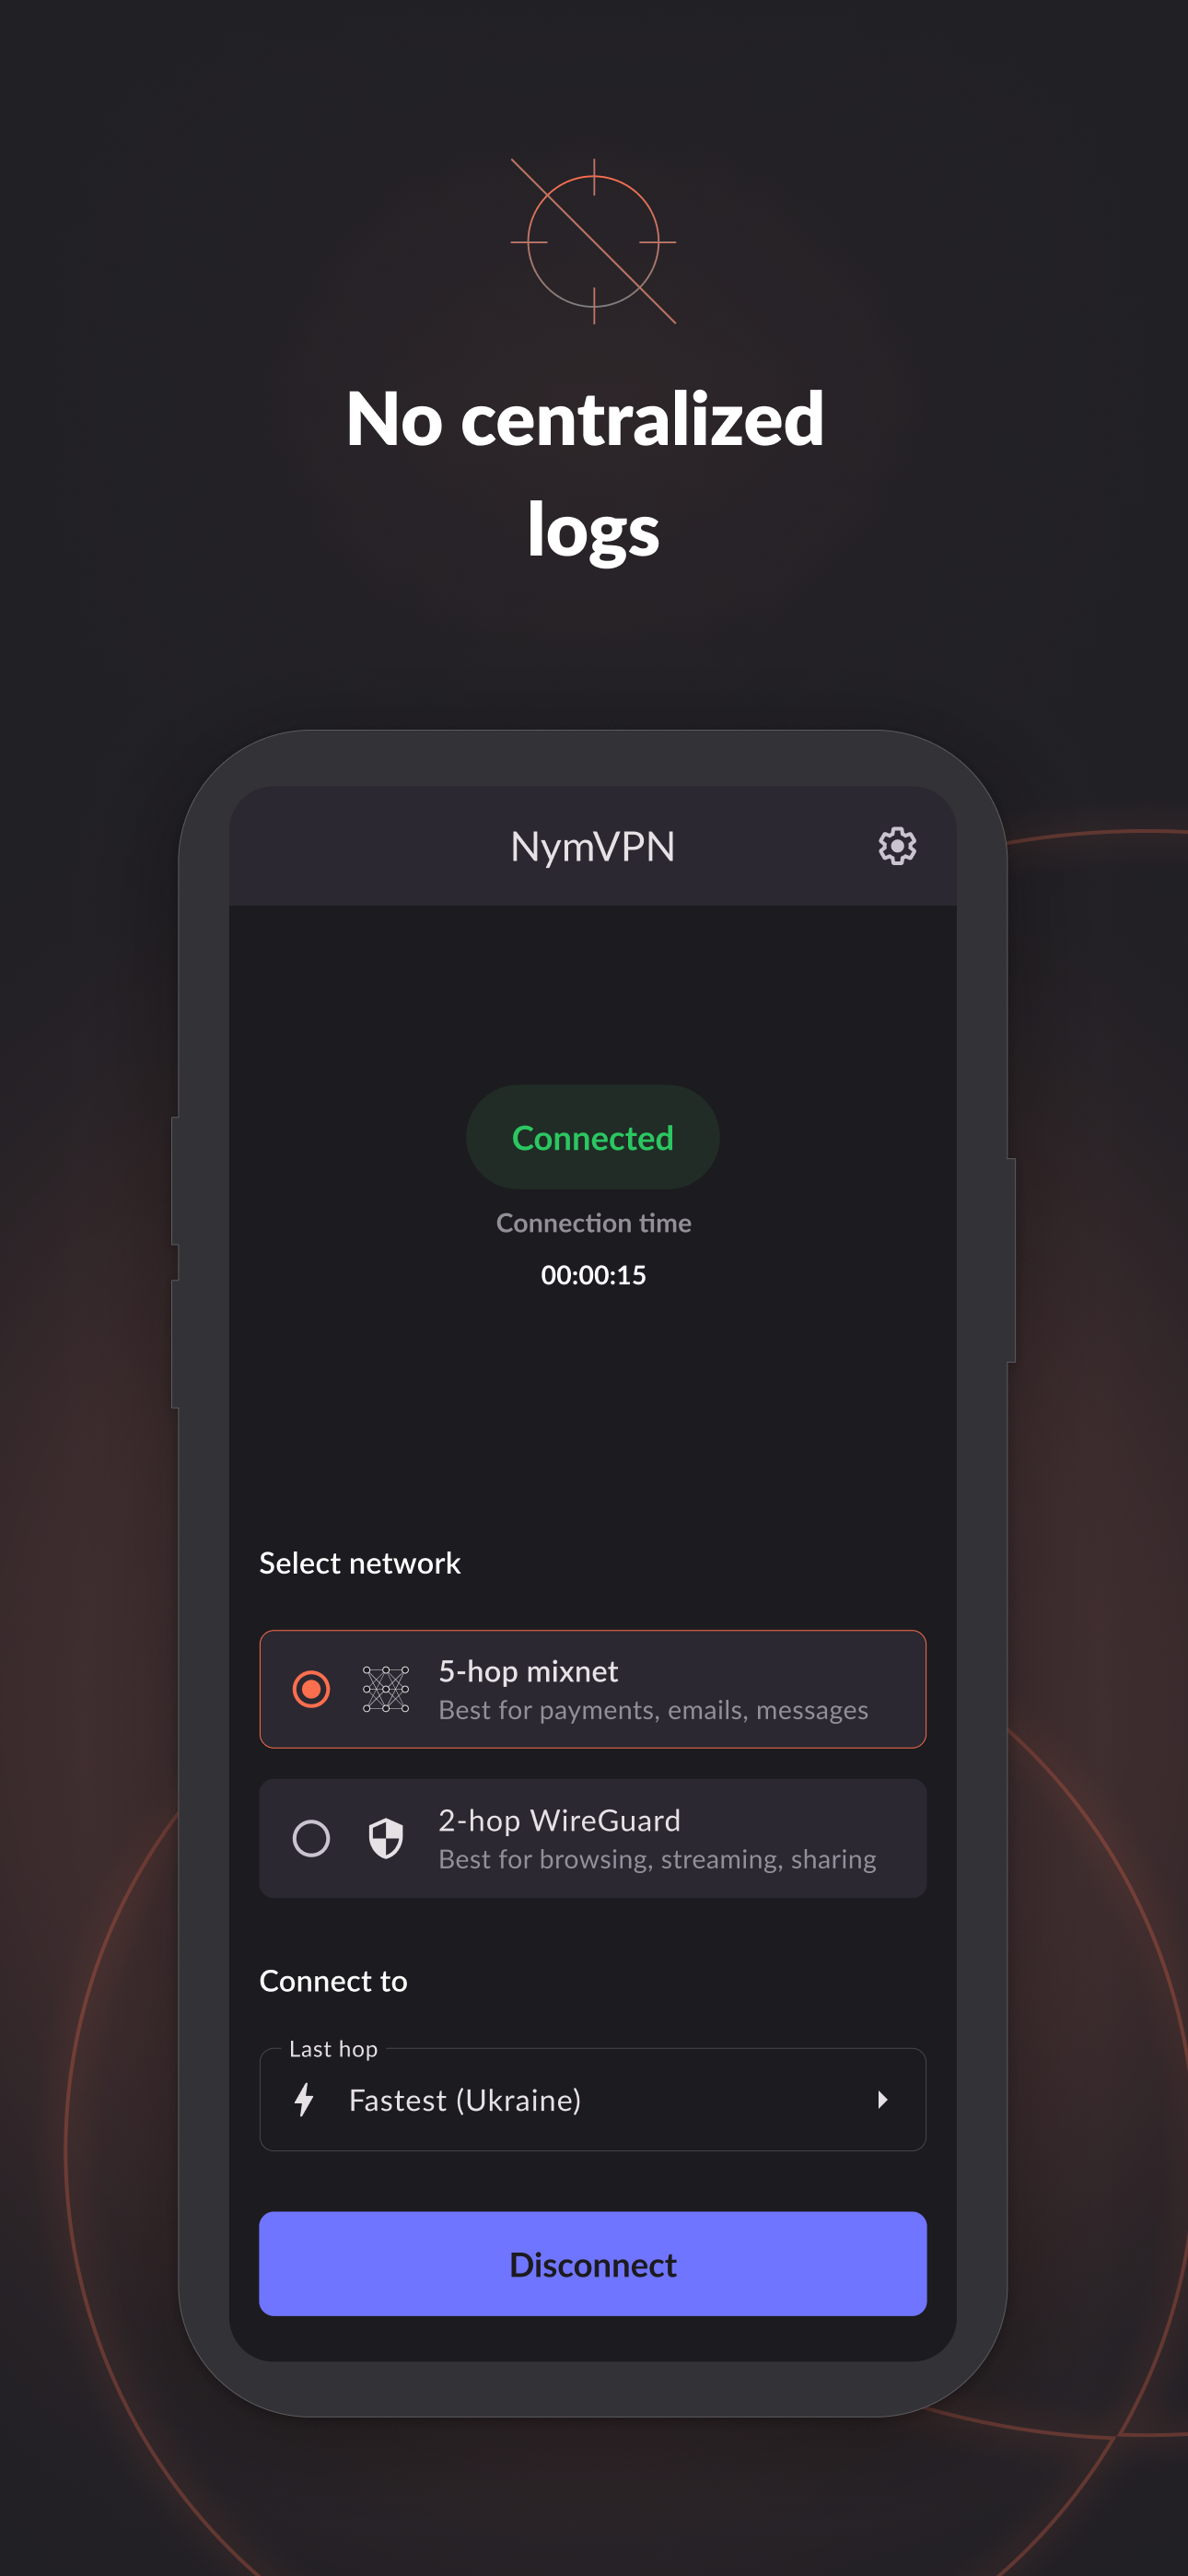 No centralized
logs
NymVPN
Connected
Connection time
00:00:15
Select network
5-hop mixnet
Best for payments, emails, messages
2-hop WireGuard
Best for browsing, streaming, sharing
Connect to
Last hop
Fastest (Ukraine)
Disconnect